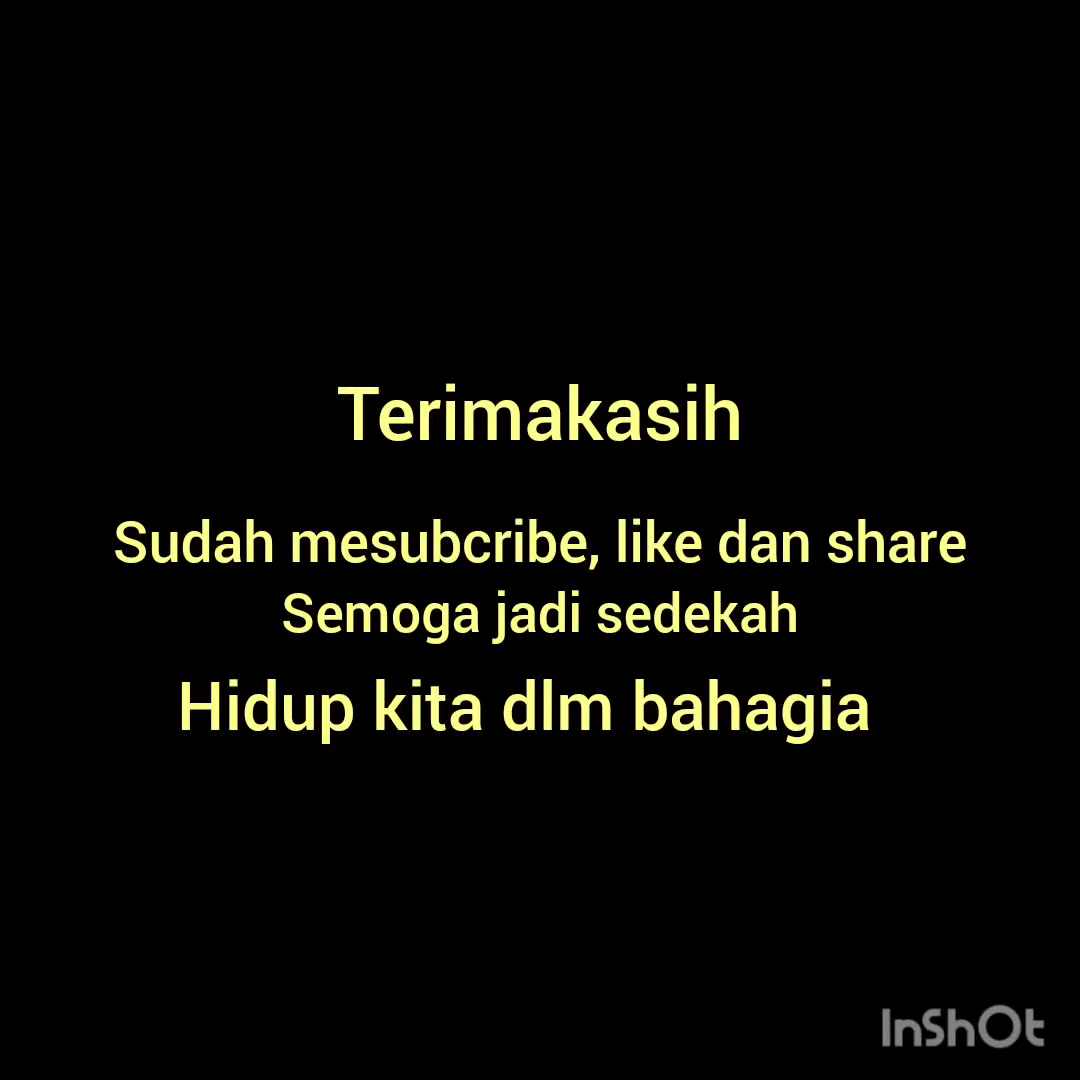 Terimakasih
Sudah mesubcribe, like dan share
Semoga jadi sedekah
Hidup kita dlm bahagia
InShOt